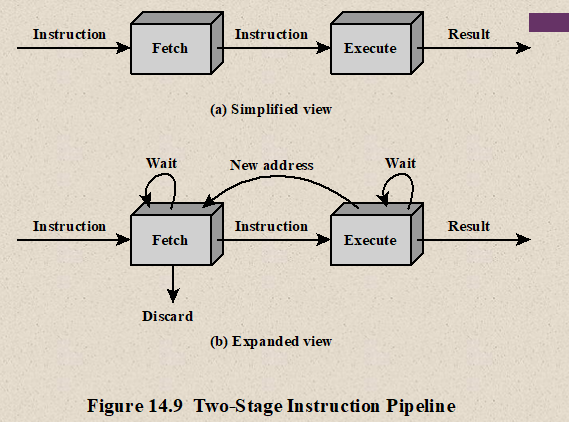 Instruction Fetch Instruction Execute Result
(a) Simplified view
Wait New address Wait
Instruction Fetch Instruction Execute Result
Discard
(b) Expanded view
Figure 14.9 Two-Stage Instruction Pipeline